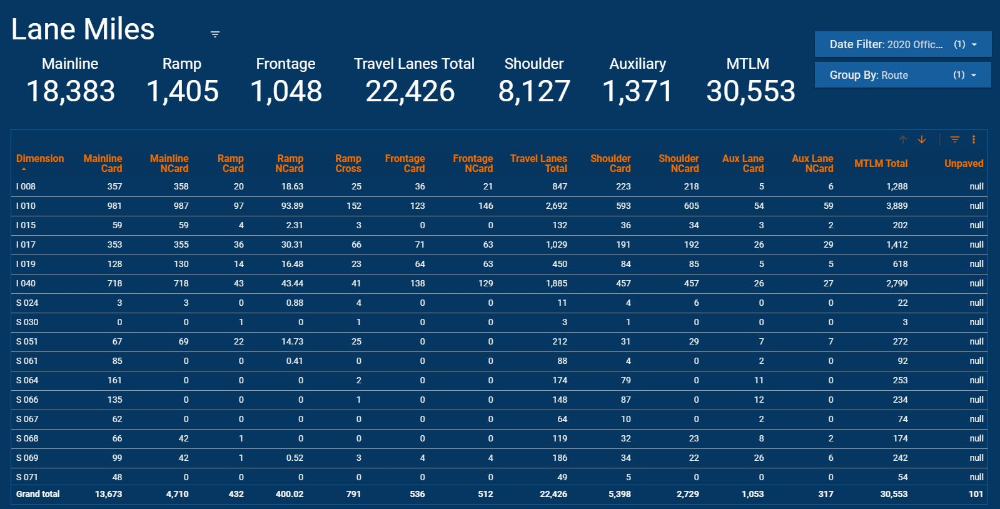 Lane Miles
Date Filter: 2020 Offic... (1)
Group By: Route (1)
Mainline Ramp Frontage Travel Lanes Total Shoulder Auxiliary MTLM
18,383 1,405 1,048 22,426 8,127 1,371 30,553
Dimension Mainline Card Mainline NCard Ramp Card Ramp NCard Ramp Cross Frontage Card Frontage NCard Travel Lanes Total Shoulder Card Shoulder NCard Aux Lane Card Aux Lane NCard MTLM Total Unpaved
I 008 357 358 20 18.63 25 36 21 847 223 218 5 6 1,288 null
I 010 981 987 97 93.89 152 123 146 2,692 593 605 54 59 3,889 null
I 015 59 59 4 2.31 3 0 0 132 36 34 3 2 202 null
I 017 353 355 36 30.31 66 71 63 1,029 191 192 26 29 1,412 null
I 019 128 130 14 16.48 23 64 63 450 84 85 5 5 618 null
I 040 718 718 43 43.44 41 138 129 1,885 457 457 26 27 2,799 null
S 024 3 3 0 0.88 4 0 0 11 4 6 0 0 22 null
S 030 0 0 1 0 1 0 0 3 1 0 0 0 3 null
S 051 67 69 22 14.73 25 0 0 212 31 29 7 7 272 null
S 061 85 0 0 0.41 0 0 0 88 4 0 2 0 92 null
S 064 161 0 0 0 2 0 0 174 79 0 11 0 253 null
S 066 135 0 0 0 1 0 0 148 87 0 12 0 234 null
S 067 62 0 0 0 0 0 0 64 10 0 2 0 74 null
S 068 66 42 1 0 0 0 0 119 32 23 8 2 174 null
S 069 99 42 1 0.52 3 4 4 186 34 22 26 6 242 null
S 071 48 0 0 0 0 0 0 49 5 0 0 0 54 null
Grand total 13,673 4,710 432 400.02 791 536 512 22,426 5,398 2,729 1,053 317 30,553 101